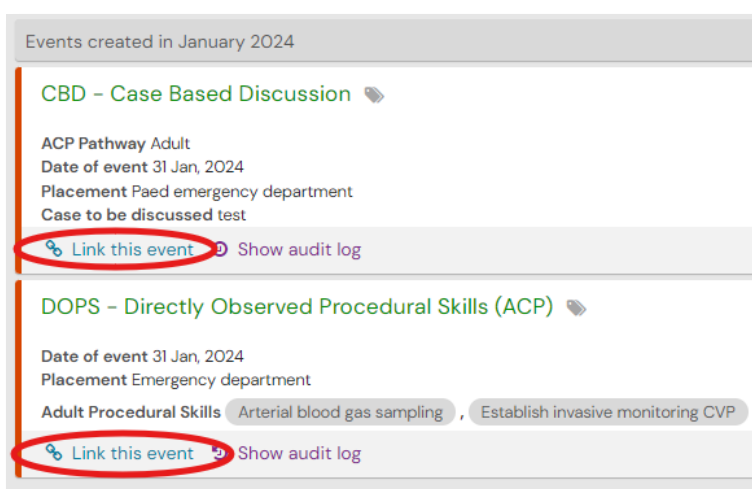 Events created in January 2024
CBD - Case Based Discussion
ACP Pathway Adult
Date of event 31 Jan, 2024
Placement Paed emergency department
Case to be discussed test
Link this event Show audit log
DOPS - Directly Observed Procedural Skills (ACP)
Date of event 31 Jan, 2024
Placement Emergency department
Adult Procedural Skills Arterial blood gas sampling , Establish invasive monitoring CVP
Link this event Show audit log